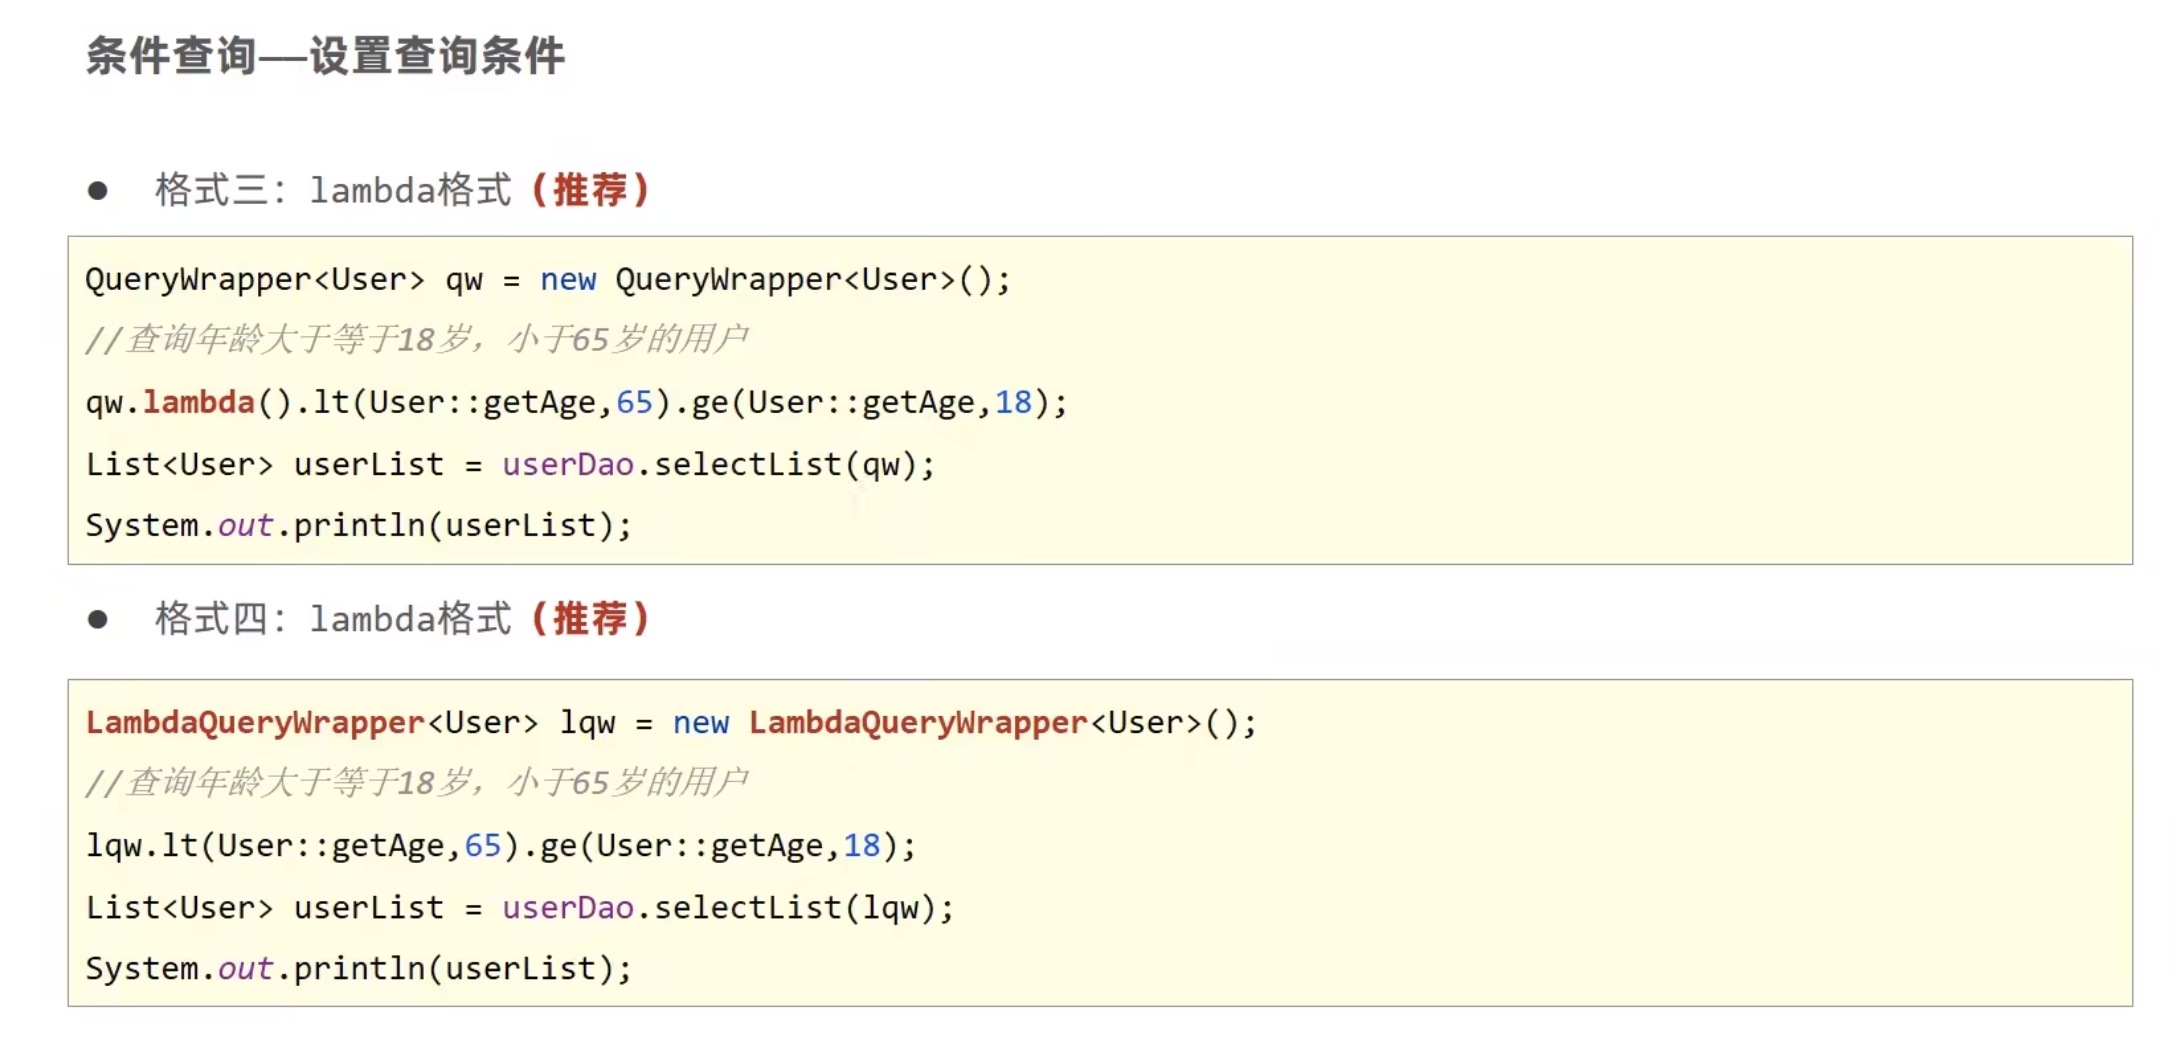 条件查询——设置查询条件
● 格式三：lambda格式（推荐）
QueryWrapper<User> qw = new QueryWrapper<User>();
//查询年龄大于等于18岁，小于65岁的用户
qw.lambda().lt(User::getAge,65).ge(User::getAge,18);
List<User> userList = userDao.selectList(qw);
System.out.println(userList);
● 格式四：lambda格式（推荐）
LambdaQueryWrapper<User> lqw = new LambdaQueryWrapper<User>();
//查询年龄大于等于18岁，小于65岁的用户
lqw.lt(User::getAge,65).ge(User::getAge,18);
List<User> userList = userDao.selectList(lqw);
System.out.println(userList);